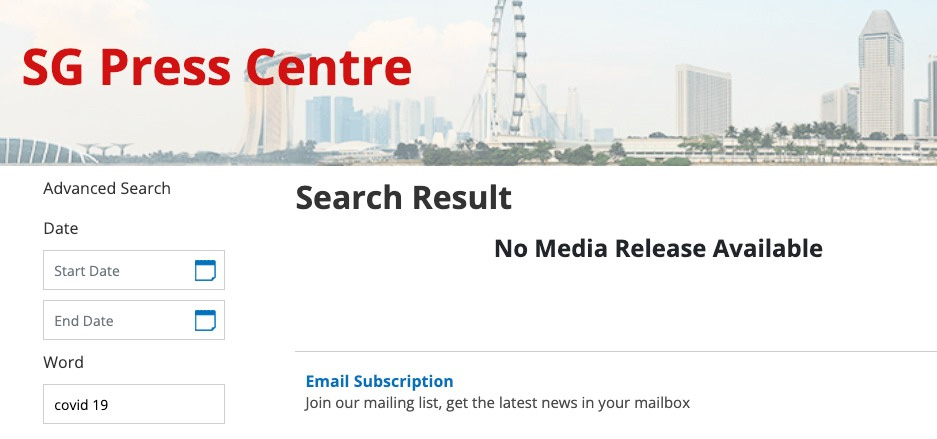 SG Press Centre
Advanced Search
Date
Start Date
End Date
Word
covid 19
Search Result
No Media Release Available
Email Subscription
Join our mailing list, get the latest news in your mailbox